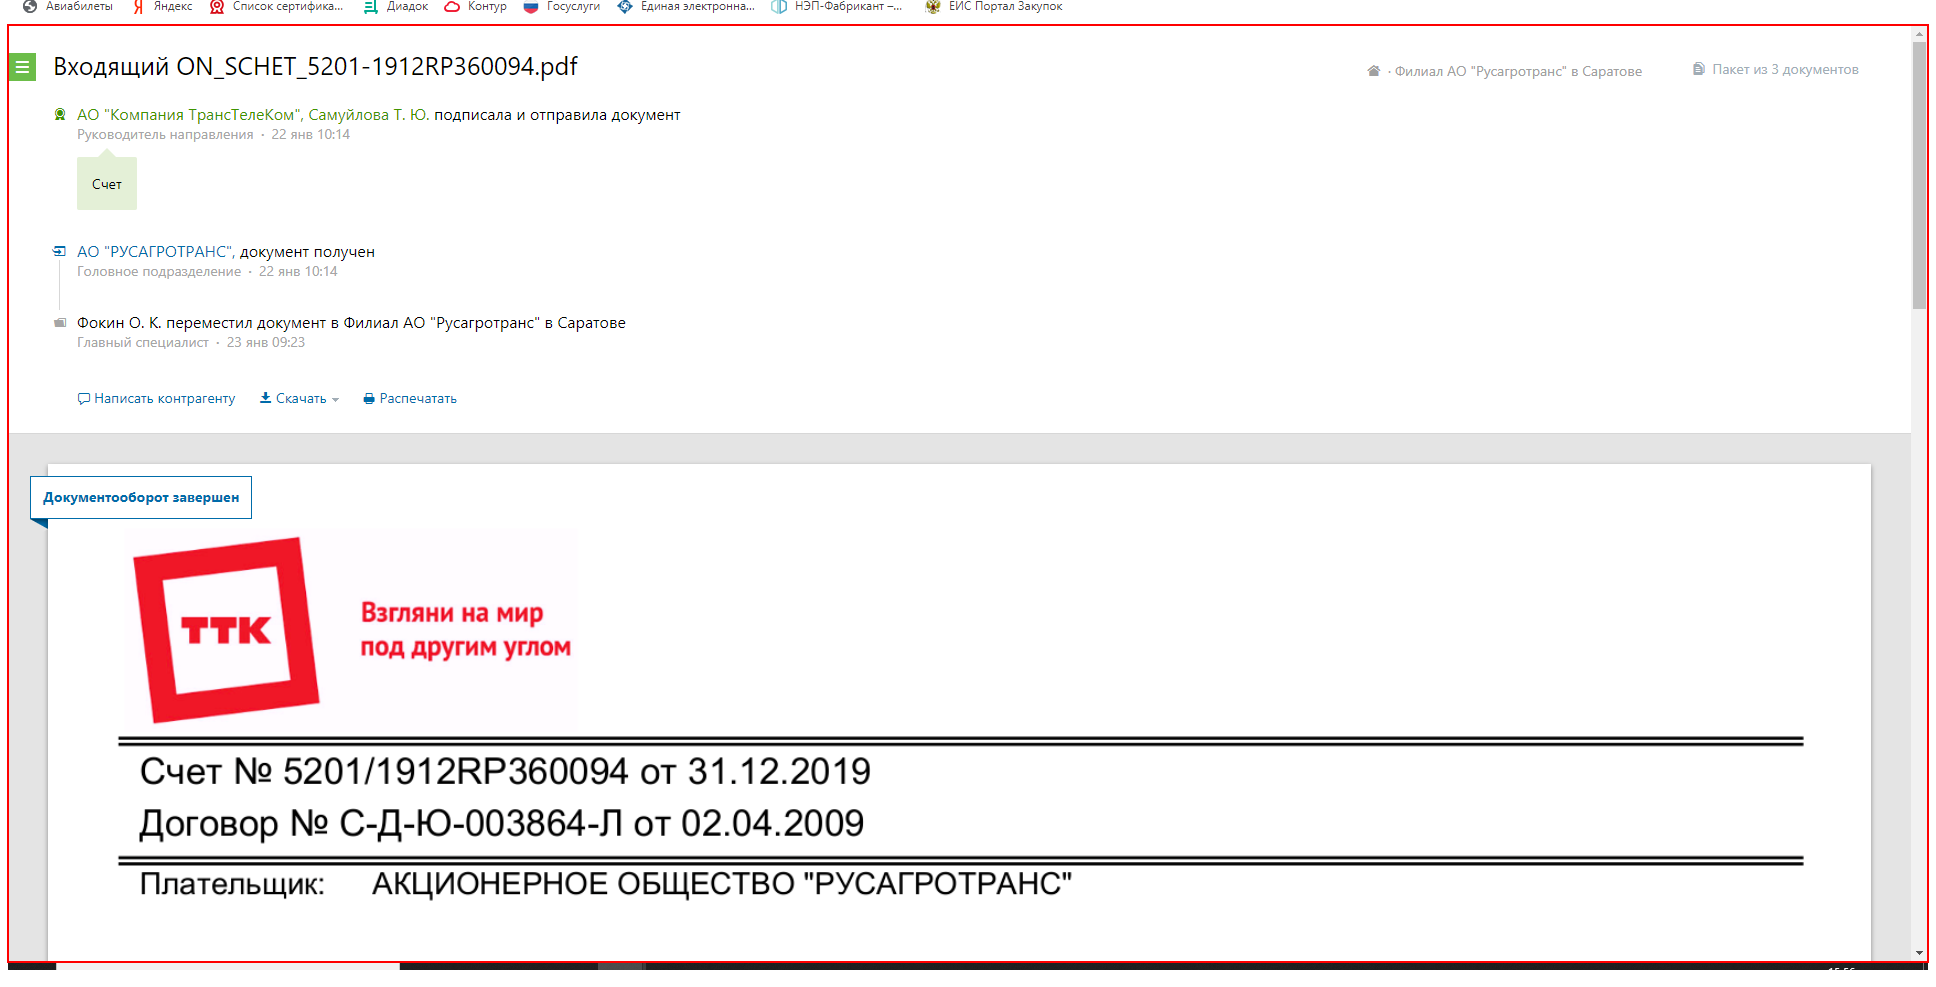 Авиабилеты Яндекс Список сертифика... Диадок Контур Госуслуги Единая электронна... НЭП-Фабрикант –... ЕИС Портал Закупок
Входящий ON_SCHET_5201-1912RP360094.pdf
· Филиал АО "Русагротранс" в Саратове
Пакет из 3 документов
АО "Компания ТрансТелеКом", Самуйлова Т. Ю. подписала и отправила документ
Руководитель направления · 22 янв 10:14
Счет
АО "РУСАГРОТРАНС", документ получен
Головное подразделение · 22 янв 10:14
Фокин О. К. переместил документ в Филиал АО "Русагротранс" в Саратове
Главный специалист · 23 янв 09:23
Написать контрагенту Скачать Распечатать
Документооборот завершен
ТТК
Взгляни на мир
под другим углом
Счет № 5201/1912RP360094 от 31.12.2019
Договор № С-Д-Ю-003864-Л от 02.04.2009
Плательщик: АКЦИОНЕРНОЕ ОБЩЕСТВО "РУСАГРОТРАНС"